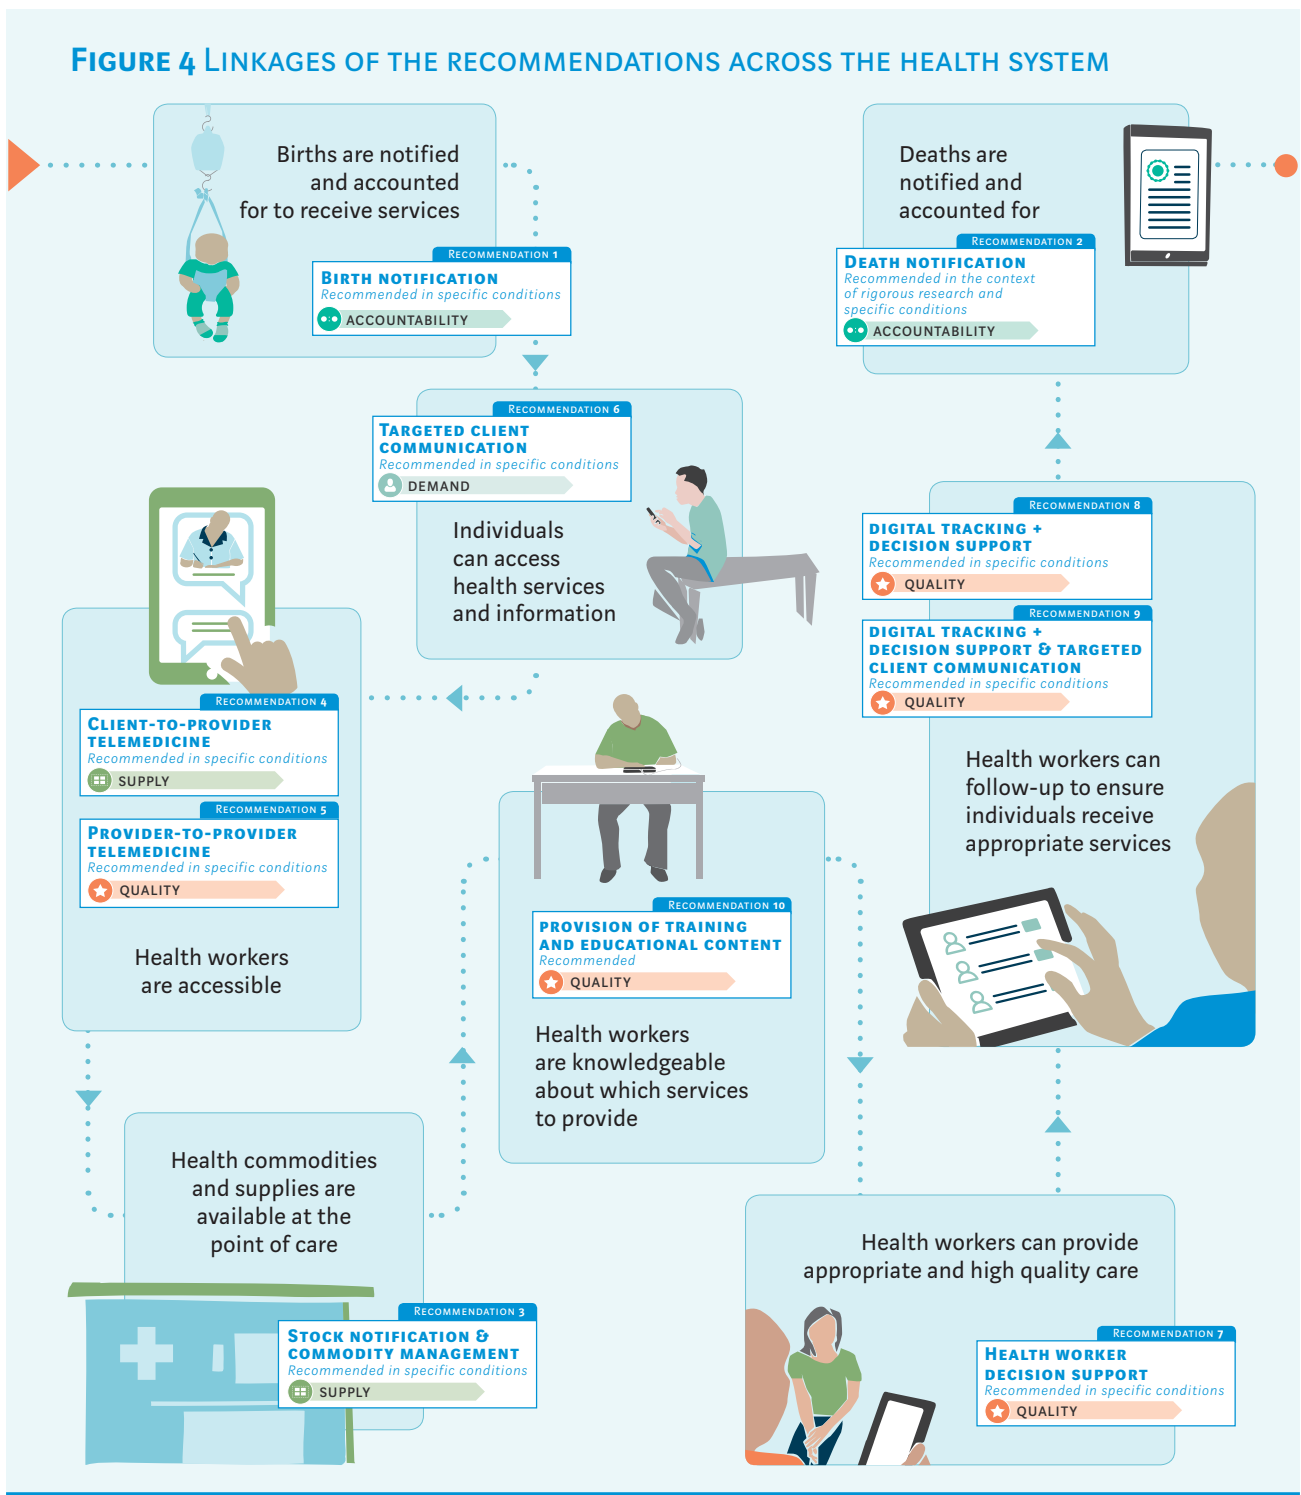 FIGURE 4 LINKAGES OF THE RECOMMENDATIONS ACROSS THE HEALTH SYSTEM
Births are notified
and accounted
for to receive services
RECOMMENDATION 1
BIRTH NOTIFICATION
Recommended in specific conditions
ACCOUNTABILITY
Deaths are
notified and
accounted for
RECOMMENDATION 2
DEATH NOTIFICATION
Recommended in the context
of rigorous research and
specific conditions
ACCOUNTABILITY
RECOMMENDATION 6
TARGETED CLIENT
COMMUNICATION
Recommended in specific conditions
DEMAND
Individuals
can access
health services
and information
RECOMMENDATION 8
DIGITAL TRACKING +
DECISION SUPPORT
Recommended in specific conditions
QUALITY
RECOMMENDATION 9
DIGITAL TRACKING +
DECISION SUPPORT & TARGETED
CLIENT COMMUNICATION
Recommended in specific conditions
QUALITY
Health workers can
follow-up to ensure
individuals receive
appropriate services
RECOMMENDATION 4
CLIENT-TO-PROVIDER
TELEMEDICINE
Recommended in specific conditions
SUPPLY
RECOMMENDATION 5
PROVIDER-TO-PROVIDER
TELEMEDICINE
Recommended in specific conditions
QUALITY
Health workers
are accessible
RECOMMENDATION 10
PROVISION OF TRAINING
AND EDUCATIONAL CONTENT
Recommended
QUALITY
Health workers
are knowledgeable
about which services
to provide
Health commodities
and supplies are
available at the
point of care
RECOMMENDATION 3
STOCK NOTIFICATION &
COMMODITY MANAGEMENT
Recommended in specific conditions
SUPPLY
Health workers can provide
appropriate and high quality care
RECOMMENDATION 7
HEALTH WORKER
DECISION SUPPORT
Recommended in specific conditions
QUALITY